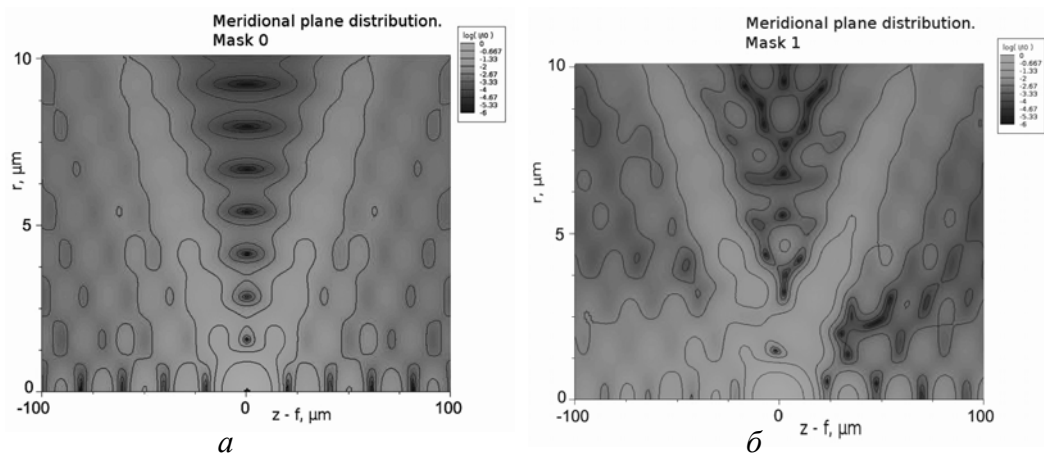 Meridional plane distribution.
Mask 0
log( I/I0 )
0
-0.667
-1.33
-2
-2.67
-3.33
-4
-4.67
-5.33
-6
10
5
0
r, µm
-100
0
100
z - f, µm
а
Meridional plane distribution.
Mask 1
log( I/I0 )
0
-0.667
-1.33
-2
-2.67
-3.33
-4
-4.67
-5.33
-6
10
5
0
r, µm
-100
0
100
z - f, µm
б